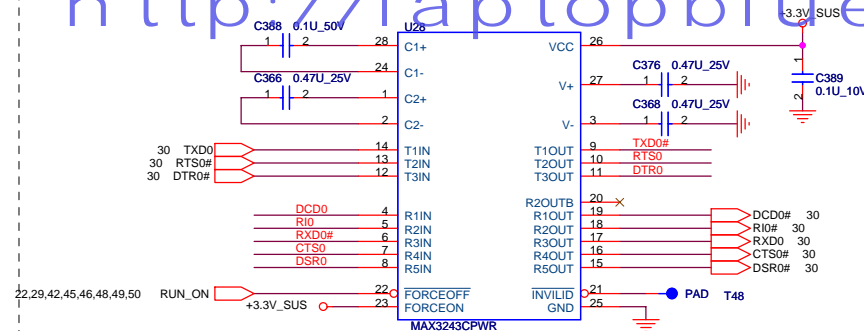 http://laptopblue
+3.3V_SUS
C388 0.1U_50V
U28
1 2 28 C1+ VCC 26
24 C1- C376 0.47U_25V
C366 0.47U_25V V+ 27 1 2 1 C389
1 2 1 C2+ 2 0.1U_10V
C368 0.47U_25V
2 C2- V- 3 1 2
30 TXD0 14 T1IN T1OUT 9 TXD0#
30 RTS0# 13 T2IN T2OUT 10 RTS0
30 DTR0# 12 T3IN T3OUT 11 DTR0
R2OUTB 20
DCD0 4 R1IN R1OUT 19 DCD0# 30
RI0 5 R2IN R2OUT 18 RI0# 30
RXD0# 6 R3IN R3OUT 17 RXD0 30
CTS0 7 R4IN R4OUT 16 CTS0# 30
DSR0 8 R5IN R5OUT 15 DSR0# 30
22,29,42,45,46,48,49,50 RUN_ON 22 FORCEOFF INVILID 21 PAD T48
+3.3V_SUS 23 FORCEON GND 25
MAX3243CPWR